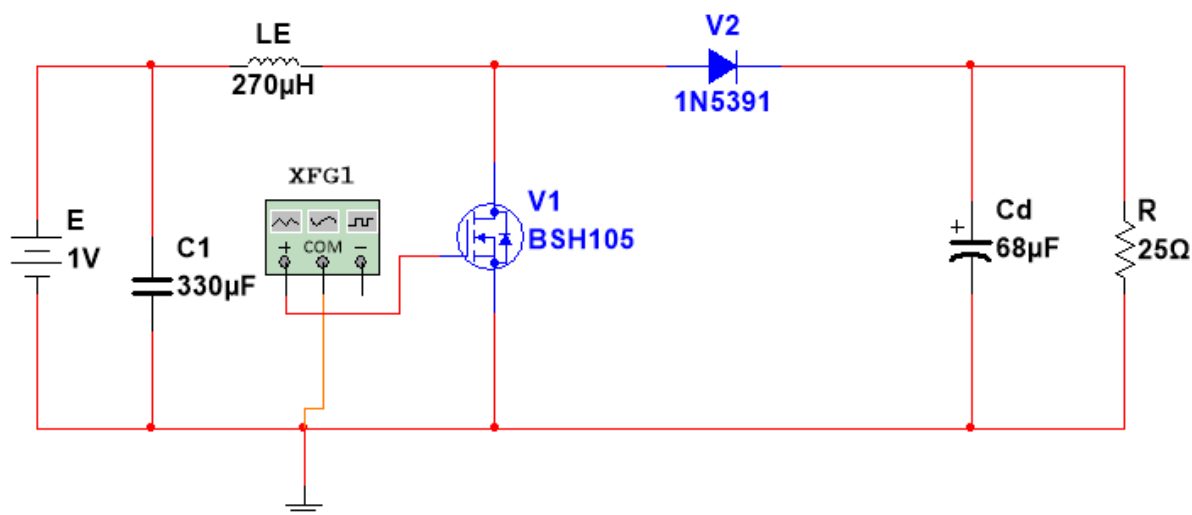 LE
270µH
V2
1N5391
XFG1
+ COM −
E
1V
C1
330µF
V1
BSH105
+
Cd
68µF
R
25Ω